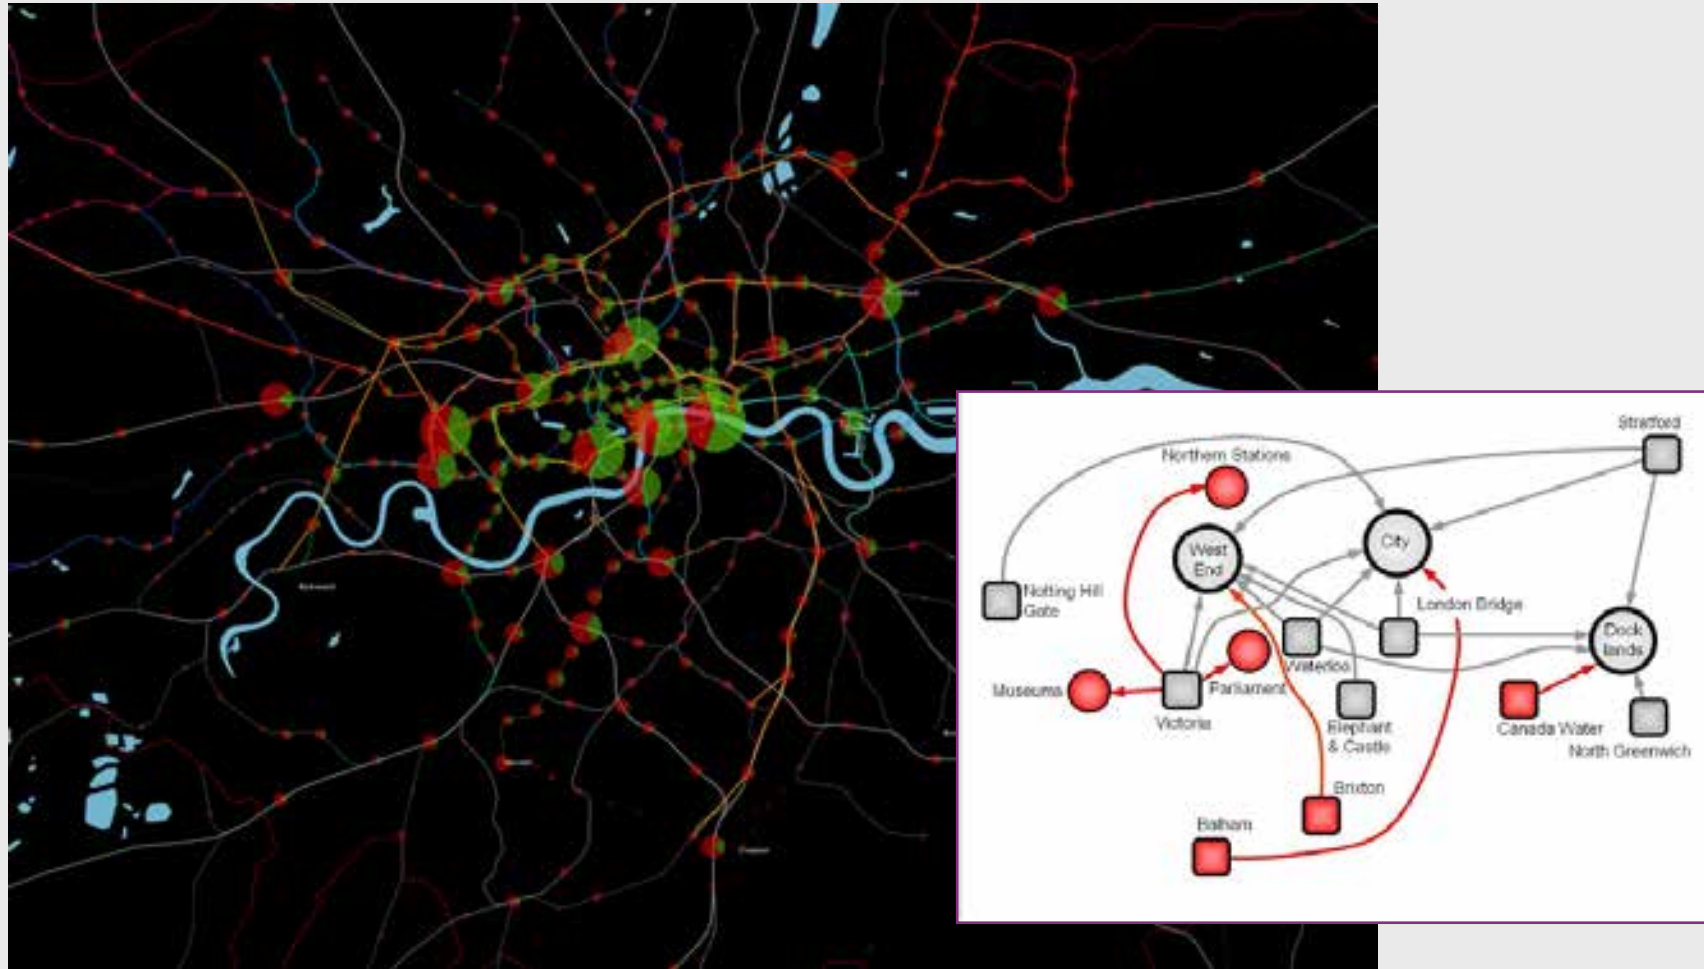 Stratford
Northern Stations
West
End
City
Notting Hill
Gate
London Bridge
Dock
lands
Waterloo
Museums
Parliament
Victoria
Elephant
& Castle
Canada Water
North Greenwich
Brixton
Balham